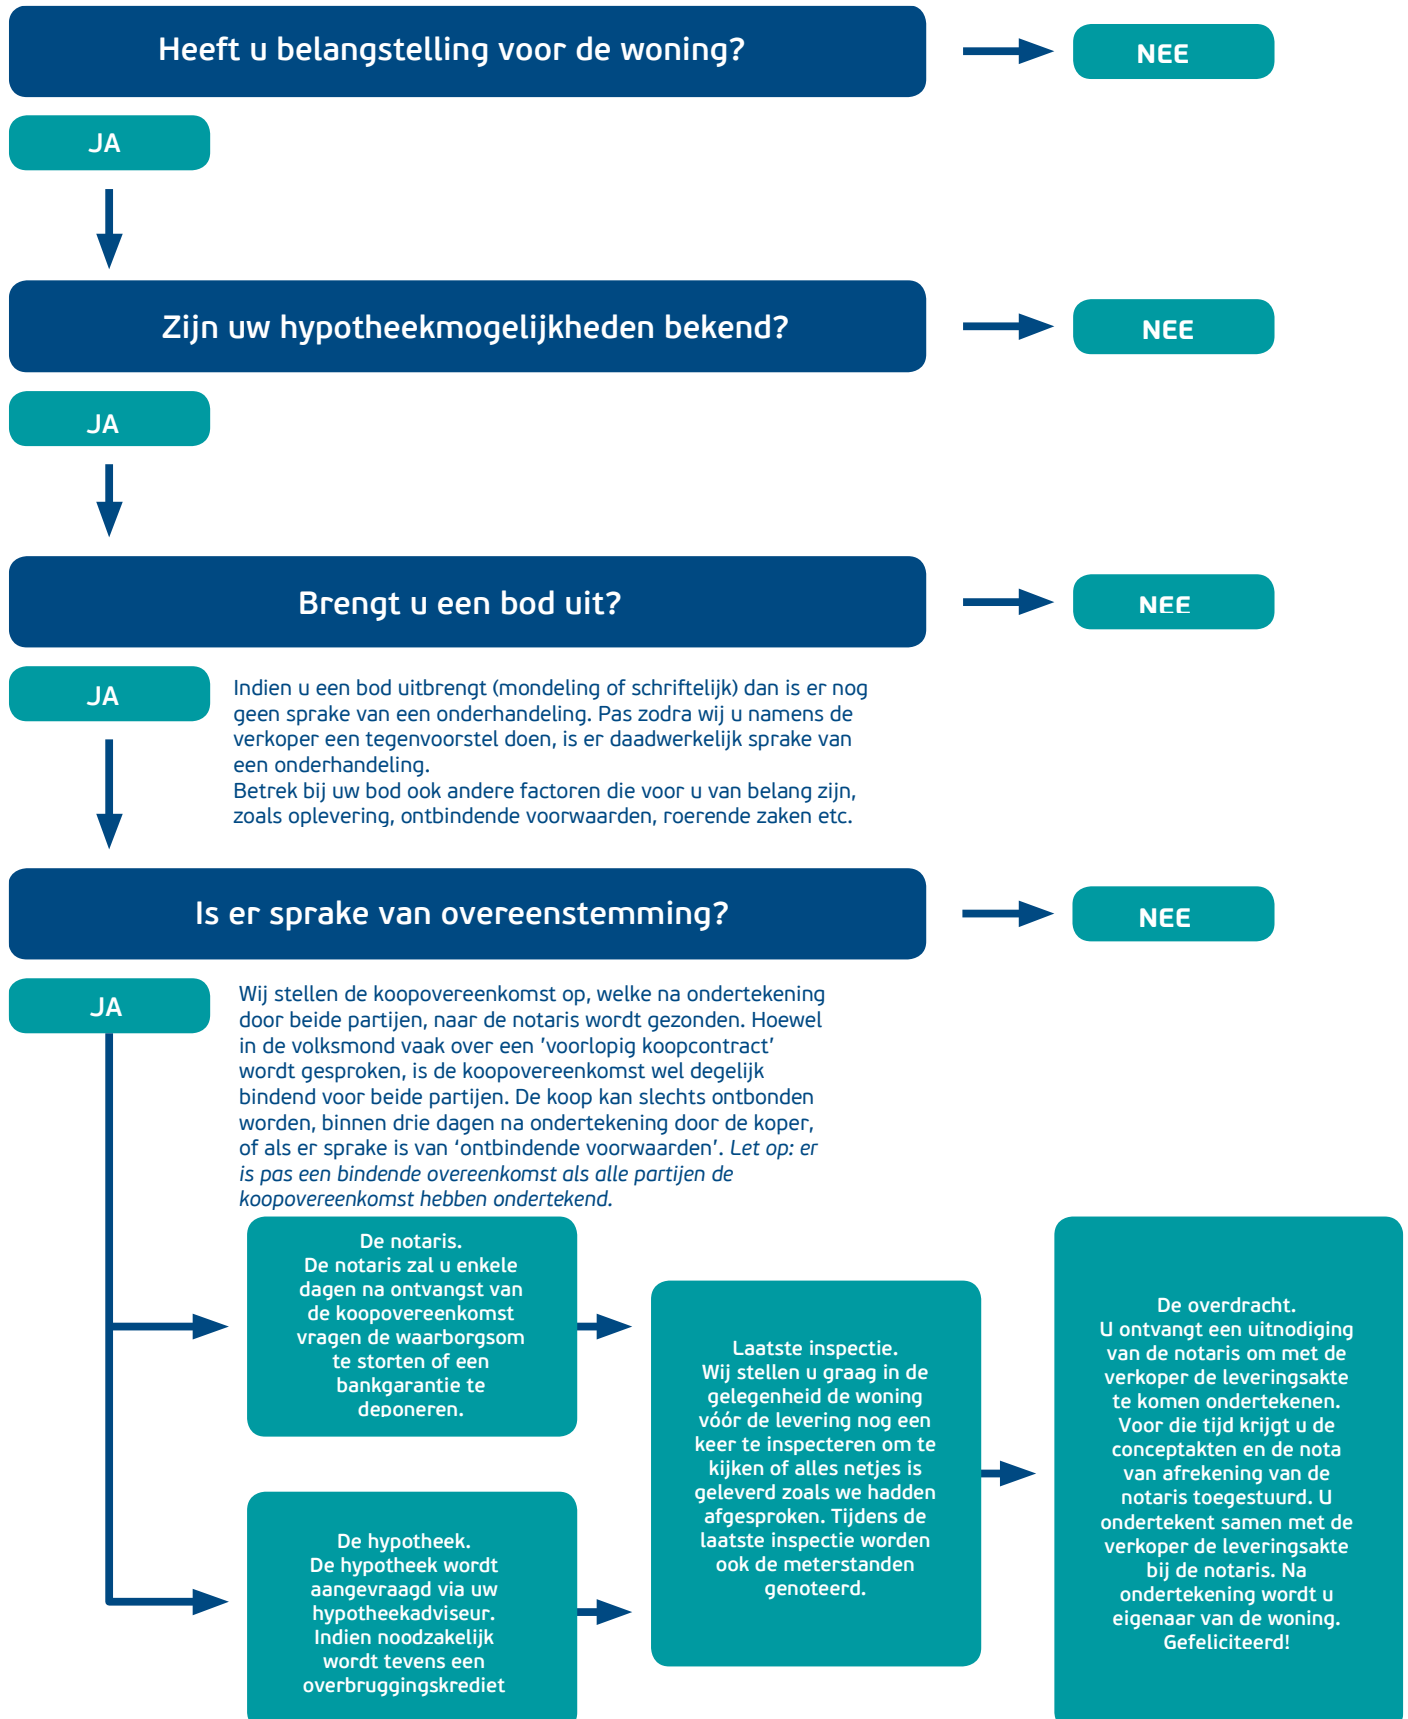 Heeft u belangstelling voor de woning?
NEE
JA
Zijn uw hypotheekmogelijkheden bekend?
NEE
JA
Brengt u een bod uit?
NEE
JA
Indien u een bod uitbrengt (mondeling of schriftelijk) dan is er nog
geen sprake van een onderhandeling. Pas zodra wij u namens de
verkoper een tegenvoorstel doen, is er daadwerkelijk sprake van
een onderhandeling.
Betrek bij uw bod ook andere factoren die voor u van belang zijn,
zoals oplevering, ontbindende voorwaarden, roerende zaken etc.
Is er sprake van overeenstemming?
NEE
JA
Wij stellen de koopovereenkomst op, welke na ondertekening
door beide partijen, naar de notaris wordt gezonden. Hoewel
in de volksmond vaak over een 'voorlopig koopcontract'
wordt gesproken, is de koopovereenkomst wel degelijk
bindend voor beide partijen. De koop kan slechts ontbonden
worden, binnen drie dagen na ondertekening door de koper,
of als er sprake is van ‘ontbindende voorwaarden’. Let op: er
is pas een bindende overeenkomst als alle partijen de
koopovereenkomst hebben ondertekend.
De notaris.
De notaris zal u enkele
dagen na ontvangst van
de koopovereenkomst
vragen de waarborgsom
te storten of een
bankgarantie te
deponeren.
De hypotheek.
De hypotheek wordt
aangevraagd via uw
hypotheekadviseur.
Indien noodzakelijk
wordt tevens een
overbruggingskrediet
Laatste inspectie.
Wij stellen u graag in de
gelegenheid de woning
vóór de levering nog een
keer te inspecteren om te
kijken of alles netjes is
geleverd zoals we hadden
afgesproken. Tijdens de
laatste inspectie worden
ook de meterstanden
genoteerd.
De overdracht.
U ontvangt een uitnodiging
van de notaris om met de
verkoper de leveringsakte
te komen ondertekenen.
Voor die tijd krijgt u de
conceptakten en de nota
van afrekening van de
notaris toegestuurd. U
ondertekent samen met de
verkoper de leveringsakte
bij de notaris. Na
ondertekening wordt u
eigenaar van de woning.
Gefeliciteerd!